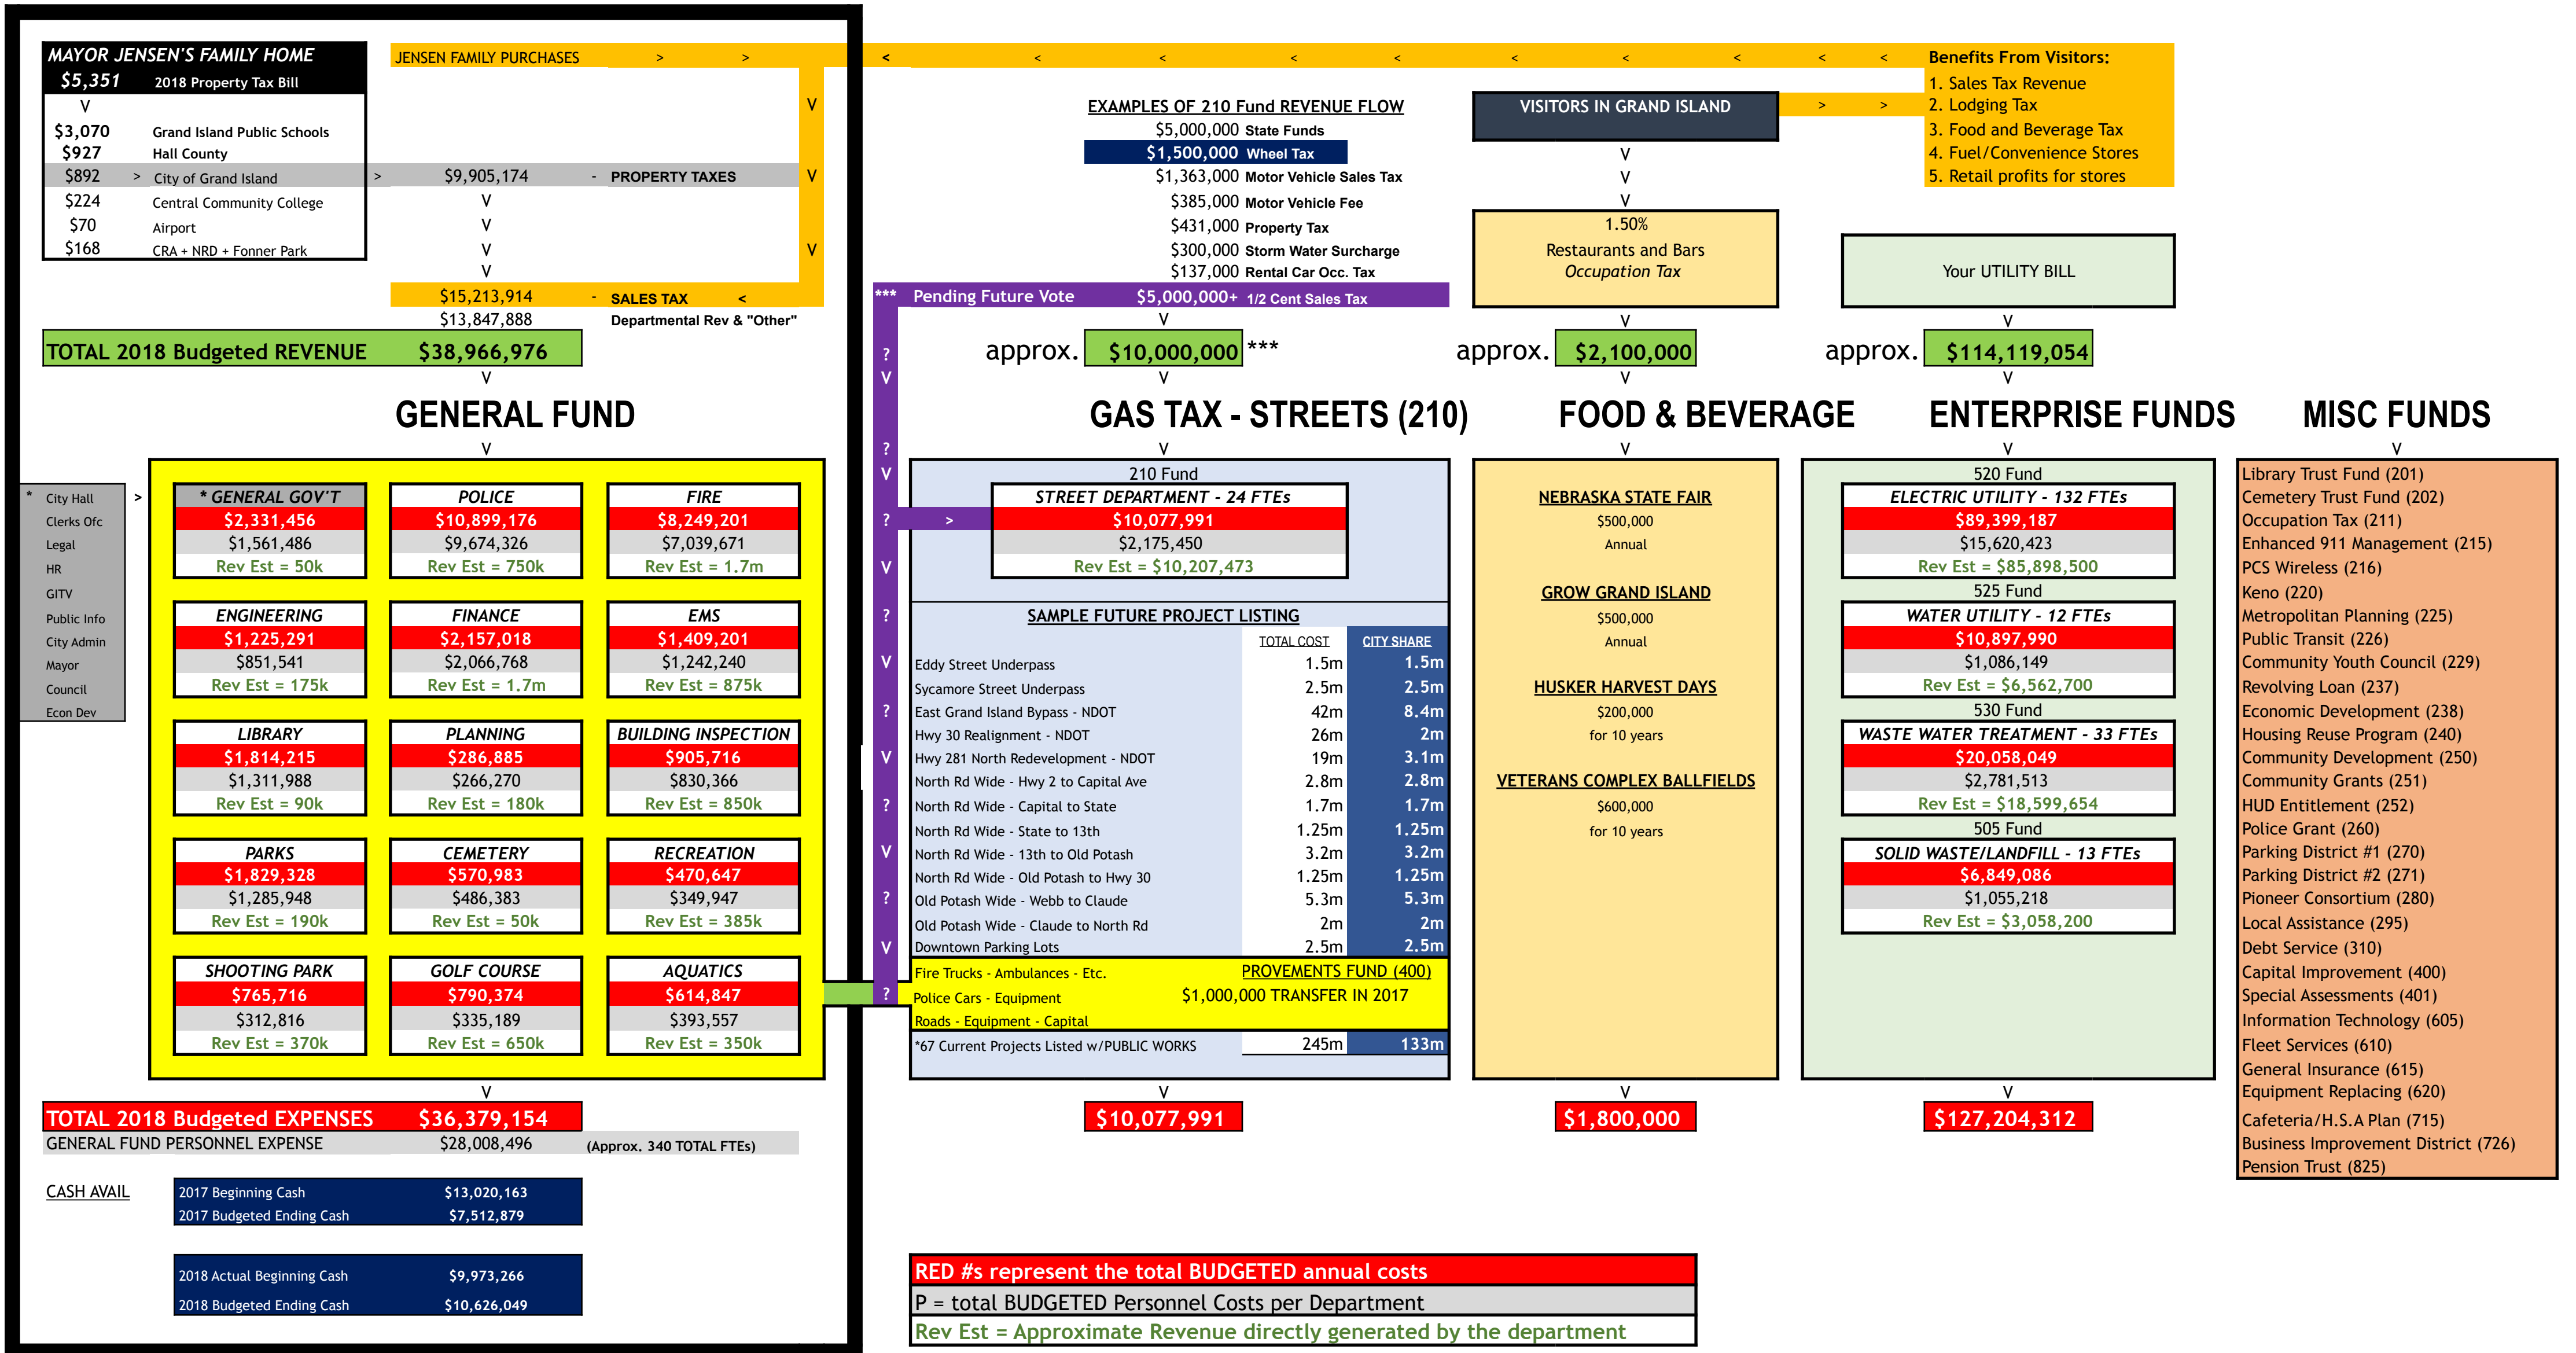 MAYOR JENSEN'S FAMILY HOME
$5,351 2018 Property Tax Bill
V
$3,070 Grand Island Public Schools
$927 Hall County
$892 > City of Grand Island > $9,905,174 - PROPERTY TAXES V
$224 Central Community College V
$70 Airport V
$168 CRA + NRD + Fonner Park V V
V
JENSEN FAMILY PURCHASES > > < < < < < < < < < <
V
$15,213,914 - SALES TAX <
$13,847,888 Departmental Rev & "Other"
TOTAL 2018 Budgeted REVENUE $38,966,976
V
EXAMPLES OF 210 Fund REVENUE FLOW
$5,000,000 State Funds
$1,500,000 Wheel Tax
$1,363,000 Motor Vehicle Sales Tax
$385,000 Motor Vehicle Fee
$431,000 Property Tax
$300,000 Storm Water Surcharge
$137,000 Rental Car Occ. Tax
*** Pending Future Vote $5,000,000+ 1/2 Cent Sales Tax
V
approx. $10,000,000 ***
V
VISITORS IN GRAND ISLAND > >
V
V
V
1.50%
Restaurants and Bars
Occupation Tax
V
approx. $2,100,000
V
Benefits From Visitors:
1. Sales Tax Revenue
2. Lodging Tax
3. Food and Beverage Tax
4. Fuel/Convenience Stores
5. Retail profits for stores
Your UTILITY BILL
V
approx. $114,119,054
V
GENERAL FUND
V
* City Hall >
Clerks Ofc
Legal
HR
GITV
Public Info
City Admin
Mayor
Council
Econ Dev
* GENERAL GOV'T
$2,331,456
$1,561,486
Rev Est = 50k
POLICE
$10,899,176
$9,674,326
Rev Est = 750k
FIRE
$8,249,201
$7,039,671
Rev Est = 1.7m
ENGINEERING
$1,225,291
$851,541
Rev Est = 175k
FINANCE
$2,157,018
$2,066,768
Rev Est = 1.7m
EMS
$1,409,201
$1,242,240
Rev Est = 875k
LIBRARY
$1,814,215
$1,311,988
Rev Est = 90k
PLANNING
$286,885
$266,270
Rev Est = 180k
BUILDING INSPECTION
$905,716
$830,366
Rev Est = 850k
PARKS
$1,829,328
$1,285,948
Rev Est = 190k
CEMETERY
$570,983
$486,383
Rev Est = 50k
RECREATION
$470,647
$349,947
Rev Est = 385k
SHOOTING PARK
$765,716
$312,816
Rev Est = 370k
GOLF COURSE
$790,374
$335,189
Rev Est = 650k
AQUATICS
$614,847
$393,557
Rev Est = 350k
V
TOTAL 2018 Budgeted EXPENSES $36,379,154
GENERAL FUND PERSONNEL EXPENSE $28,008,496 (Approx. 340 TOTAL FTEs)
CASH AVAIL
2017 Beginning Cash $13,020,163
2017 Budgeted Ending Cash $7,512,879
2018 Actual Beginning Cash $9,973,266
2018 Budgeted Ending Cash $10,626,049
?
V
?
V
?
V
?
V
?
V
?
V
?
V
?
GAS TAX - STREETS (210)
V
210 Fund
STREET DEPARTMENT - 24 FTEs
> $10,077,991
$2,175,450
Rev Est = $10,207,473
SAMPLE FUTURE PROJECT LISTING
TOTAL COST CITY SHARE
Eddy Street Underpass 1.5m 1.5m
Sycamore Street Underpass 2.5m 2.5m
East Grand Island Bypass - NDOT 42m 8.4m
Hwy 30 Realignment - NDOT 26m 2m
Hwy 281 North Redevelopment - NDOT 19m 3.1m
North Rd Wide - Hwy 2 to Capital Ave 2.8m 2.8m
North Rd Wide - Capital to State 1.7m 1.7m
North Rd Wide - State to 13th 1.25m 1.25m
North Rd Wide - 13th to Old Potash 3.2m 3.2m
North Rd Wide - Old Potash to Hwy 30 1.25m 1.25m
Old Potash Wide - Webb to Claude 5.3m 5.3m
Old Potash Wide - Claude to North Rd 2m 2m
Downtown Parking Lots 2.5m 2.5m
Fire Trucks - Ambulances - Etc. PROVEMENTS FUND (400)
Police Cars - Equipment $1,000,000 TRANSFER IN 2017
Roads - Equipment - Capital
*67 Current Projects Listed w/PUBLIC WORKS 245m 133m
V
$10,077,991
FOOD & BEVERAGE
V
NEBRASKA STATE FAIR
$500,000
Annual
GROW GRAND ISLAND
$500,000
Annual
HUSKER HARVEST DAYS
$200,000
for 10 years
VETERANS COMPLEX BALLFIELDS
$600,000
for 10 years
V
$1,800,000
ENTERPRISE FUNDS
V
520 Fund
ELECTRIC UTILITY - 132 FTEs
$89,399,187
$15,620,423
Rev Est = $85,898,500
525 Fund
WATER UTILITY - 12 FTEs
$10,897,990
$1,086,149
Rev Est = $6,562,700
530 Fund
WASTE WATER TREATMENT - 33 FTEs
$20,058,049
$2,781,513
Rev Est = $18,599,654
505 Fund
SOLID WASTE/LANDFILL - 13 FTEs
$6,849,086
$1,055,218
Rev Est = $3,058,200
V
$127,204,312
MISC FUNDS
V
Library Trust Fund (201)
Cemetery Trust Fund (202)
Occupation Tax (211)
Enhanced 911 Management (215)
PCS Wireless (216)
Keno (220)
Metropolitan Planning (225)
Public Transit (226)
Community Youth Council (229)
Revolving Loan (237)
Economic Development (238)
Housing Reuse Program (240)
Community Development (250)
Community Grants (251)
HUD Entitlement (252)
Police Grant (260)
Parking District #1 (270)
Parking District #2 (271)
Pioneer Consortium (280)
Local Assistance (295)
Debt Service (310)
Capital Improvement (400)
Special Assessments (401)
Information Technology (605)
Fleet Services (610)
General Insurance (615)
Equipment Replacing (620)
Cafeteria/H.S.A Plan (715)
Business Improvement District (726)
Pension Trust (825)
RED #s represent the total BUDGETED annual costs
P = total BUDGETED Personnel Costs per Department
Rev Est = Approximate Revenue directly generated by the department